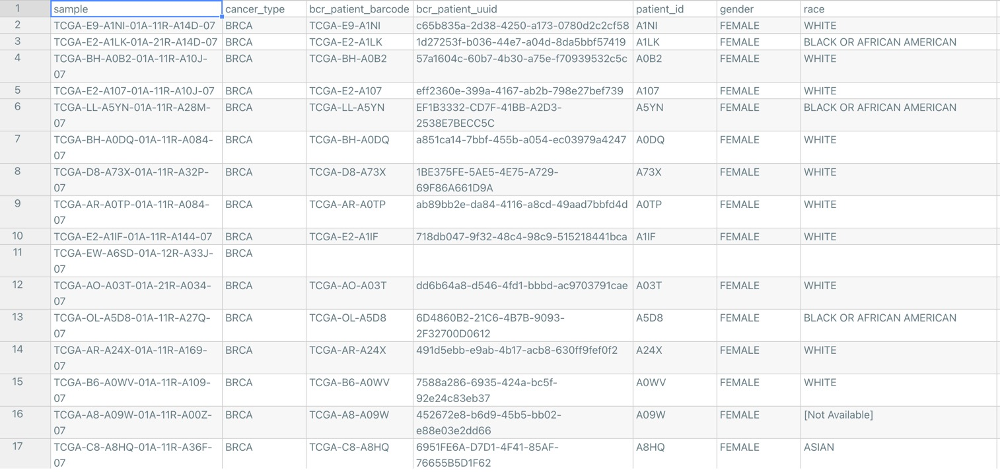 1 sample cancer_type bcr_patient_barcode bcr_patient_uuid patient_id gender race
2 TCGA-E9-A1NI-01A-11R-A14D-07 BRCA TCGA-E9-A1NI c65b835a-2d38-4250-a173-0780d2c2cf58 A1NI FEMALE WHITE
3 TCGA-E2-A1LK-01A-21R-A14D-07 BRCA TCGA-E2-A1LK 1d27253f-b036-44e7-a04d-8da5bbf57419 A1LK FEMALE BLACK OR AFRICAN AMERICAN
4 TCGA-BH-A0B2-01A-11R-A10J- BRCA TCGA-BH-A0B2 57a1604c-60b7-4b30-a75e-f70939532c5c A0B2 FEMALE WHITE
07
5 TCGA-E2-A107-01A-11R-A10J-07 BRCA TCGA-E2-A107 eff2360e-399a-4167-ab2b-798e27bef739 A107 FEMALE WHITE
6 TCGA-LL-A5YN-01A-11R-A28M- BRCA TCGA-LL-A5YN EF1B3332-CD7F-41BB-A2D3- A5YN FEMALE BLACK OR AFRICAN AMERICAN
07 2538E7BECC5C
7 TCGA-BH-A0DQ-01A-11R-A084- BRCA TCGA-BH-A0DQ a851ca14-7bbf-455b-a054-ec03979a4247 A0DQ FEMALE WHITE
07
8 TCGA-D8-A73X-01A-11R-A32P- BRCA TCGA-D8-A73X 1BE375FE-5AE5-4E75-A729- A73X FEMALE WHITE
07 69F86A661D9A
9 TCGA-AR-A0TP-01A-11R-A084- BRCA TCGA-AR-A0TP ab89bb2e-da84-4116-a8cd-49aad7bbfd4d A0TP FEMALE WHITE
07
10 TCGA-E2-A1IF-01A-11R-A144-07 BRCA TCGA-E2-A1IF 718db047-9f32-48c4-98c9-515218441bca A1IF FEMALE WHITE
11 TCGA-EW-A6SD-01A-12R-A33J- BRCA
07
12 TCGA-AO-A03T-01A-21R-A034- BRCA TCGA-AO-A03T dd6b64a8-d546-4fd1-bbbd-ac9703791cae A03T FEMALE WHITE
07
13 TCGA-OL-A5D8-01A-11R-A27Q- BRCA TCGA-OL-A5D8 6D4860B2-21C6-4B7B-9093- A5D8 FEMALE BLACK OR AFRICAN AMERICAN
07 2F32700D0612
14 TCGA-AR-A24X-01A-11R-A169- BRCA TCGA-AR-A24X 491d5ebb-e9ab-4b17-acb8-630ff9fef0f2 A24X FEMALE WHITE
07
15 TCGA-B6-A0WV-01A-11R-A109- BRCA TCGA-B6-A0WV 7588a286-6935-424a-bc5f- A0WV FEMALE WHITE
07 92e24c83eb37
16 TCGA-A8-A09W-01A-11R-A00Z- BRCA TCGA-A8-A09W 452672e8-b6d9-45b5-bb02- A09W FEMALE [Not Available]
07 e88e03e2dd66
17 TCGA-C8-A8HQ-01A-11R-A36F- BRCA TCGA-C8-A8HQ 6951FE6A-D7D1-4F41-85AF- A8HQ FEMALE ASIAN
07 76655B5D1F62